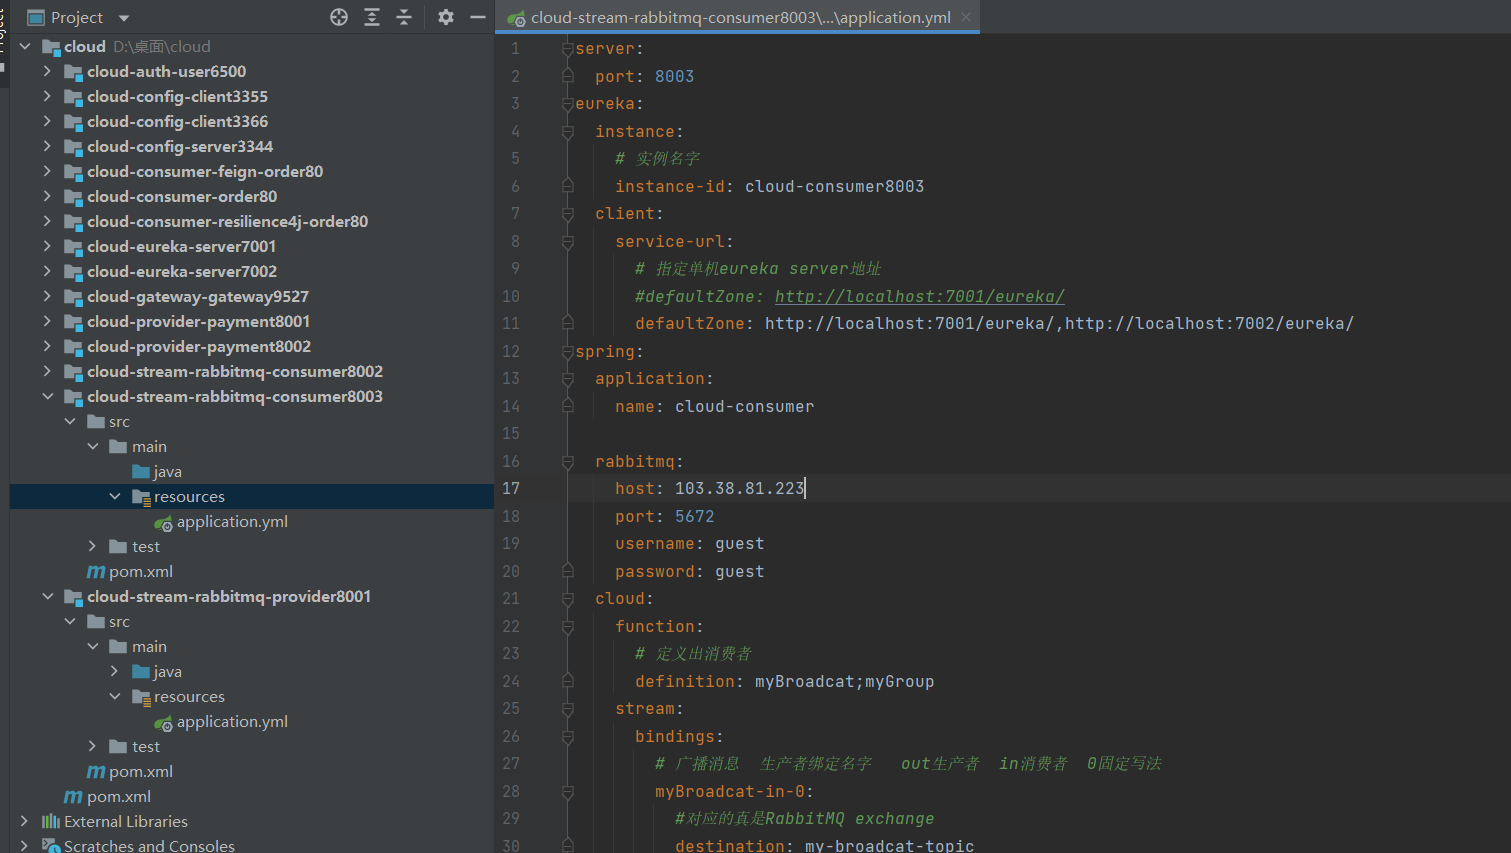 Project
cloud D:\桌面\cloud
cloud-auth-user6500
cloud-config-client3355
cloud-config-client3366
cloud-config-server3344
cloud-consumer-feign-order80
cloud-consumer-order80
cloud-consumer-resilience4j-order80
cloud-eureka-server7001
cloud-eureka-server7002
cloud-gateway-gateway9527
cloud-provider-payment8001
cloud-provider-payment8002
cloud-stream-rabbitmq-consumer8002
cloud-stream-rabbitmq-consumer8003
src
main
java
resources
application.yml
test
pom.xml
cloud-stream-rabbitmq-provider8001
src
main
java
resources
application.yml
test
pom.xml
pom.xml
External Libraries
Scratches and Consoles
cloud-stream-rabbitmq-consumer8003\...\application.yml
1 server:
2 port: 8003
3 eureka:
4 instance:
5 # 实例名字
6 instance-id: cloud-consumer8003
7 client:
8 service-url:
9 # 指定单机eureka server地址
10 #defaultZone: http://localhost:7001/eureka/
11 defaultZone: http://localhost:7001/eureka/,http://localhost:7002/eureka/
12 spring:
13 application:
14 name: cloud-consumer
15
16 rabbitmq:
17 host: 103.38.81.223
18 port: 5672
19 username: guest
20 password: guest
21 cloud:
22 function:
23 # 定义出消费者
24 definition: myBroadcat;myGroup
25 stream:
26 bindings:
27 # 广播消息 生产者绑定名字 out生产者 in消费者 0固定写法
28 myBroadcat-in-0:
29 #对应的真是RabbitMQ exchange
30 destination: my-broadcat-topic